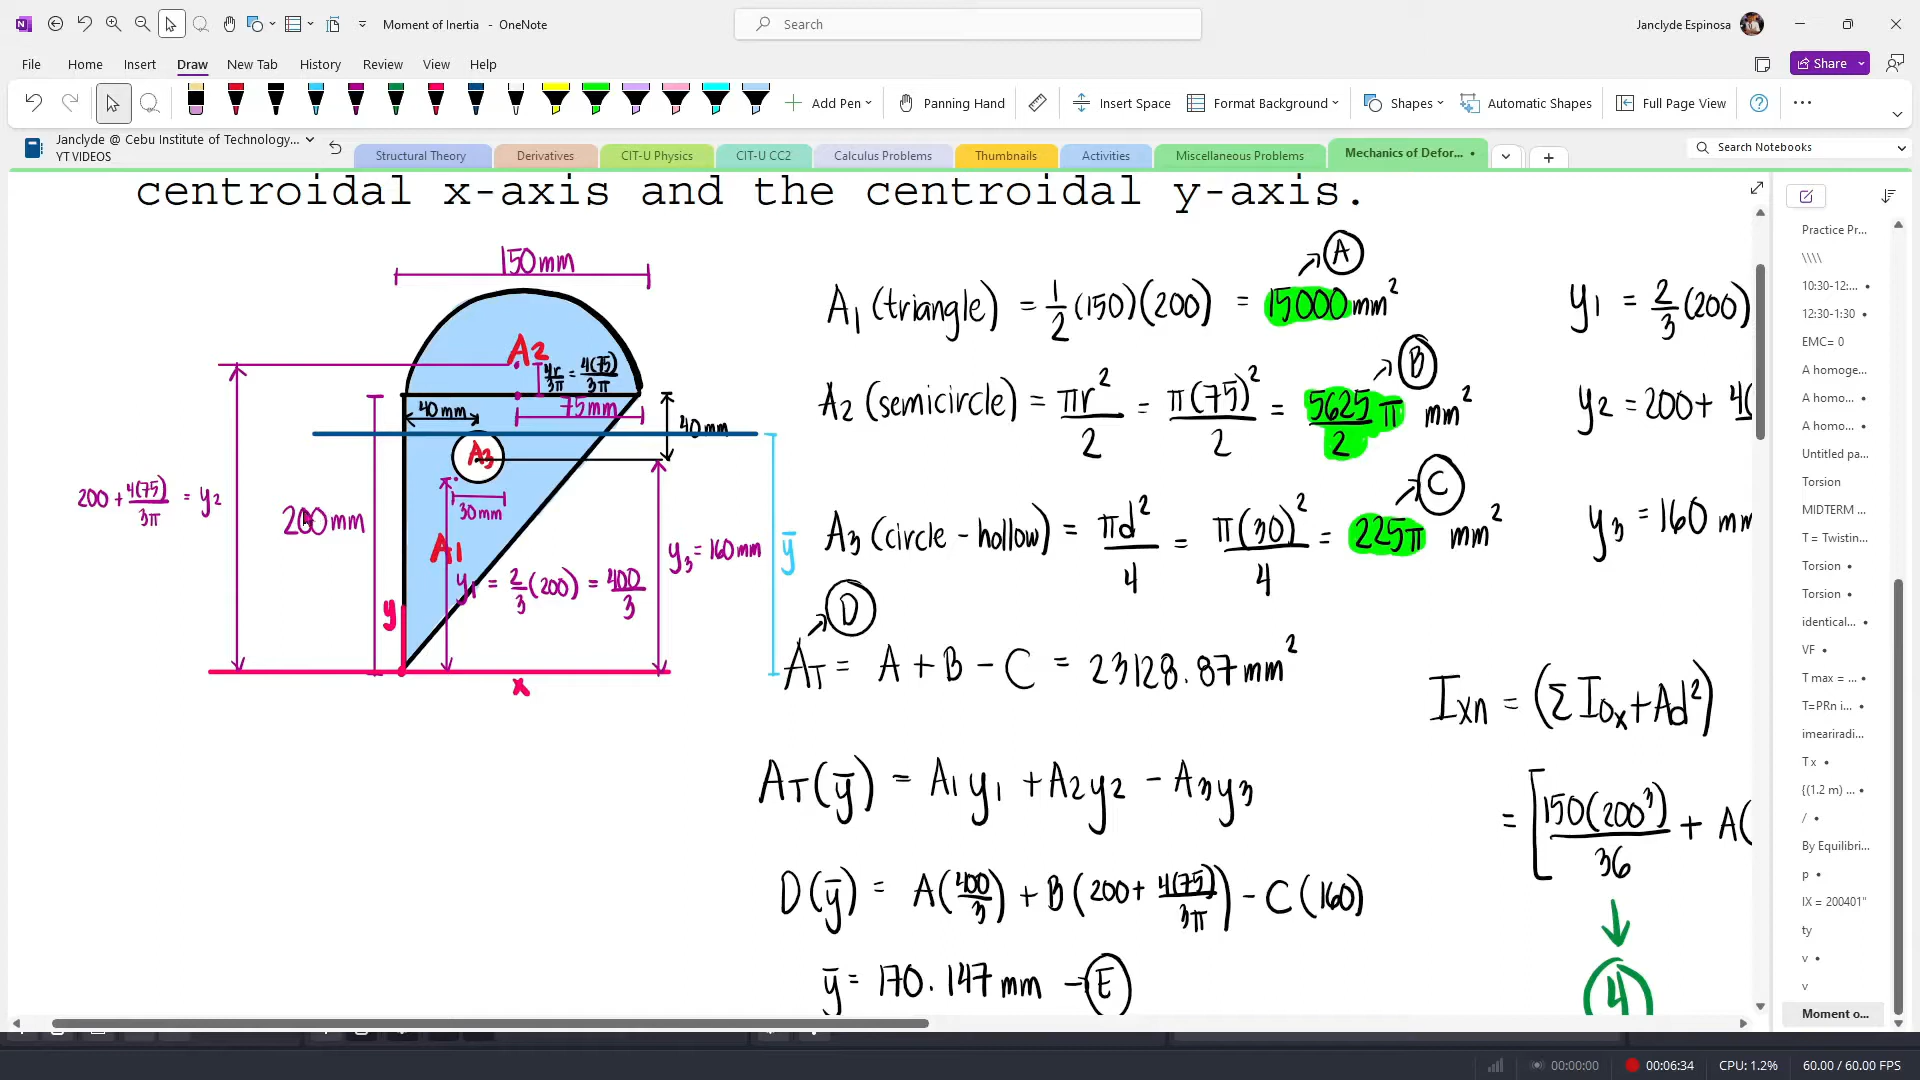 Moment of Inertia - OneNote
Search
Janclyde Espinosa
File Home Insert Draw New Tab History Review View Help
Share
Add Pen
Panning Hand
Insert Space
Format Background
Shapes
Automatic Shapes
Full Page View
Janclyde @ Cebu Institute of Technology...
YT VIDEOS
Structural Theory
Derivatives
CIT-U Physics
CIT-U CC2
Calculus Problems
Thumbnails
Activities
Miscellaneous Problems
Mechanics of Defor...
Search Notebooks
centroidal x-axis and the centroidal y-axis.
150mm
A2
4r/3π = 4(75)/3π
40mm
75mm
40mm
A3
30mm
200 + 4(75)/3π = y2
200mm
A1
y1 = 2/3 (200) = 400/3
y3 = 160mm
ȳ
y
x
A
A1 (triangle) = 1/2 (150)(200) = 15000 mm²
B
A2 (semicircle) = πr²/2 = π(75)²/2 = 5625π/2 mm²
C
A3 (circle - hollow) = πd²/4 = π(30)²/4 = 225π mm²
D
AT = A + B - C = 23128.87 mm²
AT(ȳ) = A1y1 + A2y2 - A3y3
D(ȳ) = A(400/3) + B(200 + 4(75)/3π) - C(160)
ȳ = 170.147 mm - E
y1 = 2/3 (200)
y2 = 200 + 4(
y3 = 160 mm
Ixn = (Σ Iox + Ad²)
= [150(200³)/36 + A(
4
Practice Pr...
\\\\
10:30-12:...
12:30-1:30
EMC= 0
A homoge...
A homo...
A homo...
Untitled pa...
Torsion
MIDTERM ...
T = Twistin...
Torsion
Torsion
identical...
VF
T max = ...
T=PRn i...
imeariradi...
T x
{(1.2 m) ...
/
By Equilibri...
p
IX = 200401"
ty
v
v
Moment o...
00:00:00
00:06:34
CPU: 1.2%
60.00 / 60.00 FPS